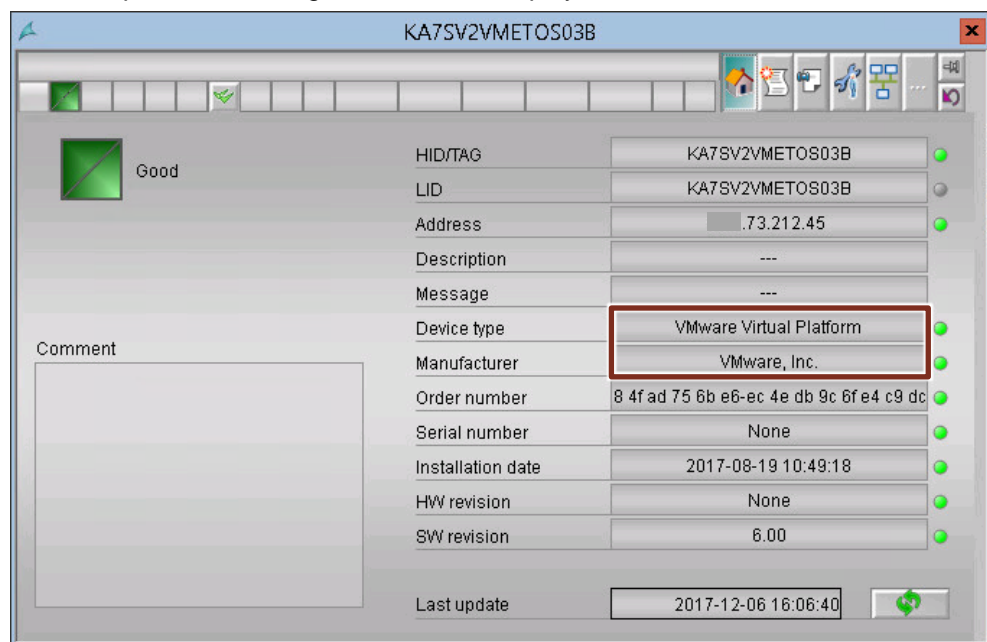 KA7SV2VMETOS03B
Good
HID/TAG KA7SV2VMETOS03B
LID KA7SV2VMETOS03B
Address .73.212.45
Description ---
Message ---
Device type VMware Virtual Platform
Comment
Manufacturer VMware, Inc.
Order number 8 4f ad 75 6b e6-ec 4e db 9c 6f e4 c9 dc
Serial number None
Installation date 2017-08-19 10:49:18
HW revision None
SW revision 6.00
Last update 2017-12-06 16:06:40